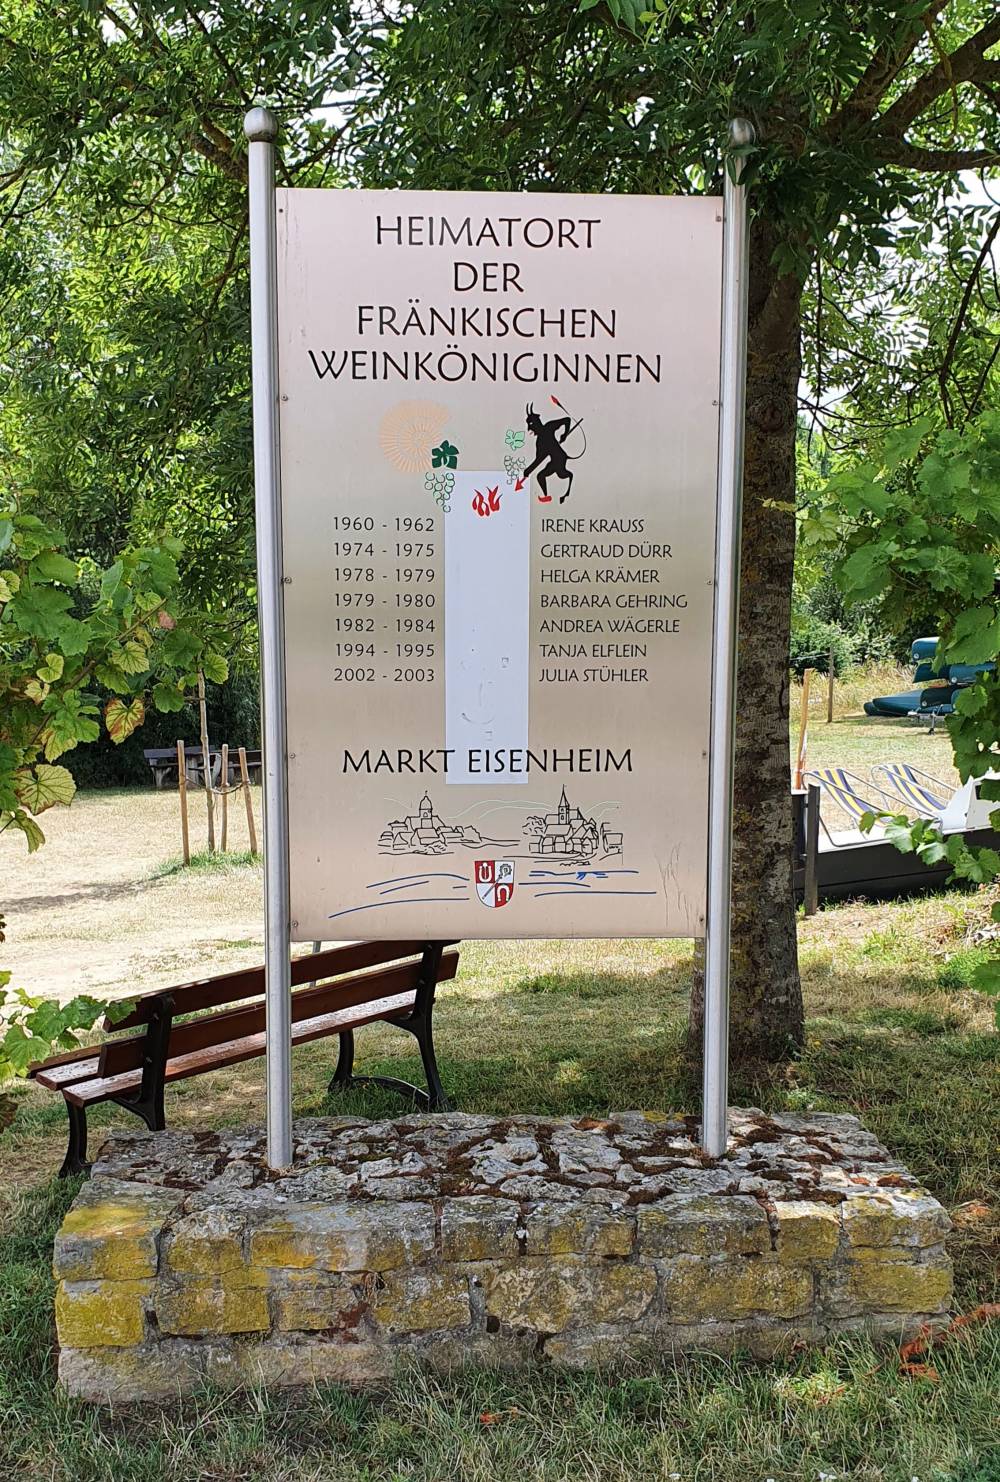 HEIMATORT
DER
FRÄNKISCHEN
WEINKÖNIGINNEN
1960 - 1962 IRENE KRAUSS
1974 - 1975 GERTRAUD DÜRR
1978 - 1979 HELGA KRÄMER
1979 - 1980 BARBARA GEHRING
1982 - 1984 ANDREA WÄGERLE
1994 - 1995 TANJA ELFLEIN
2002 - 2003 JULIA STÜHLER
MARKT EISENHEIM